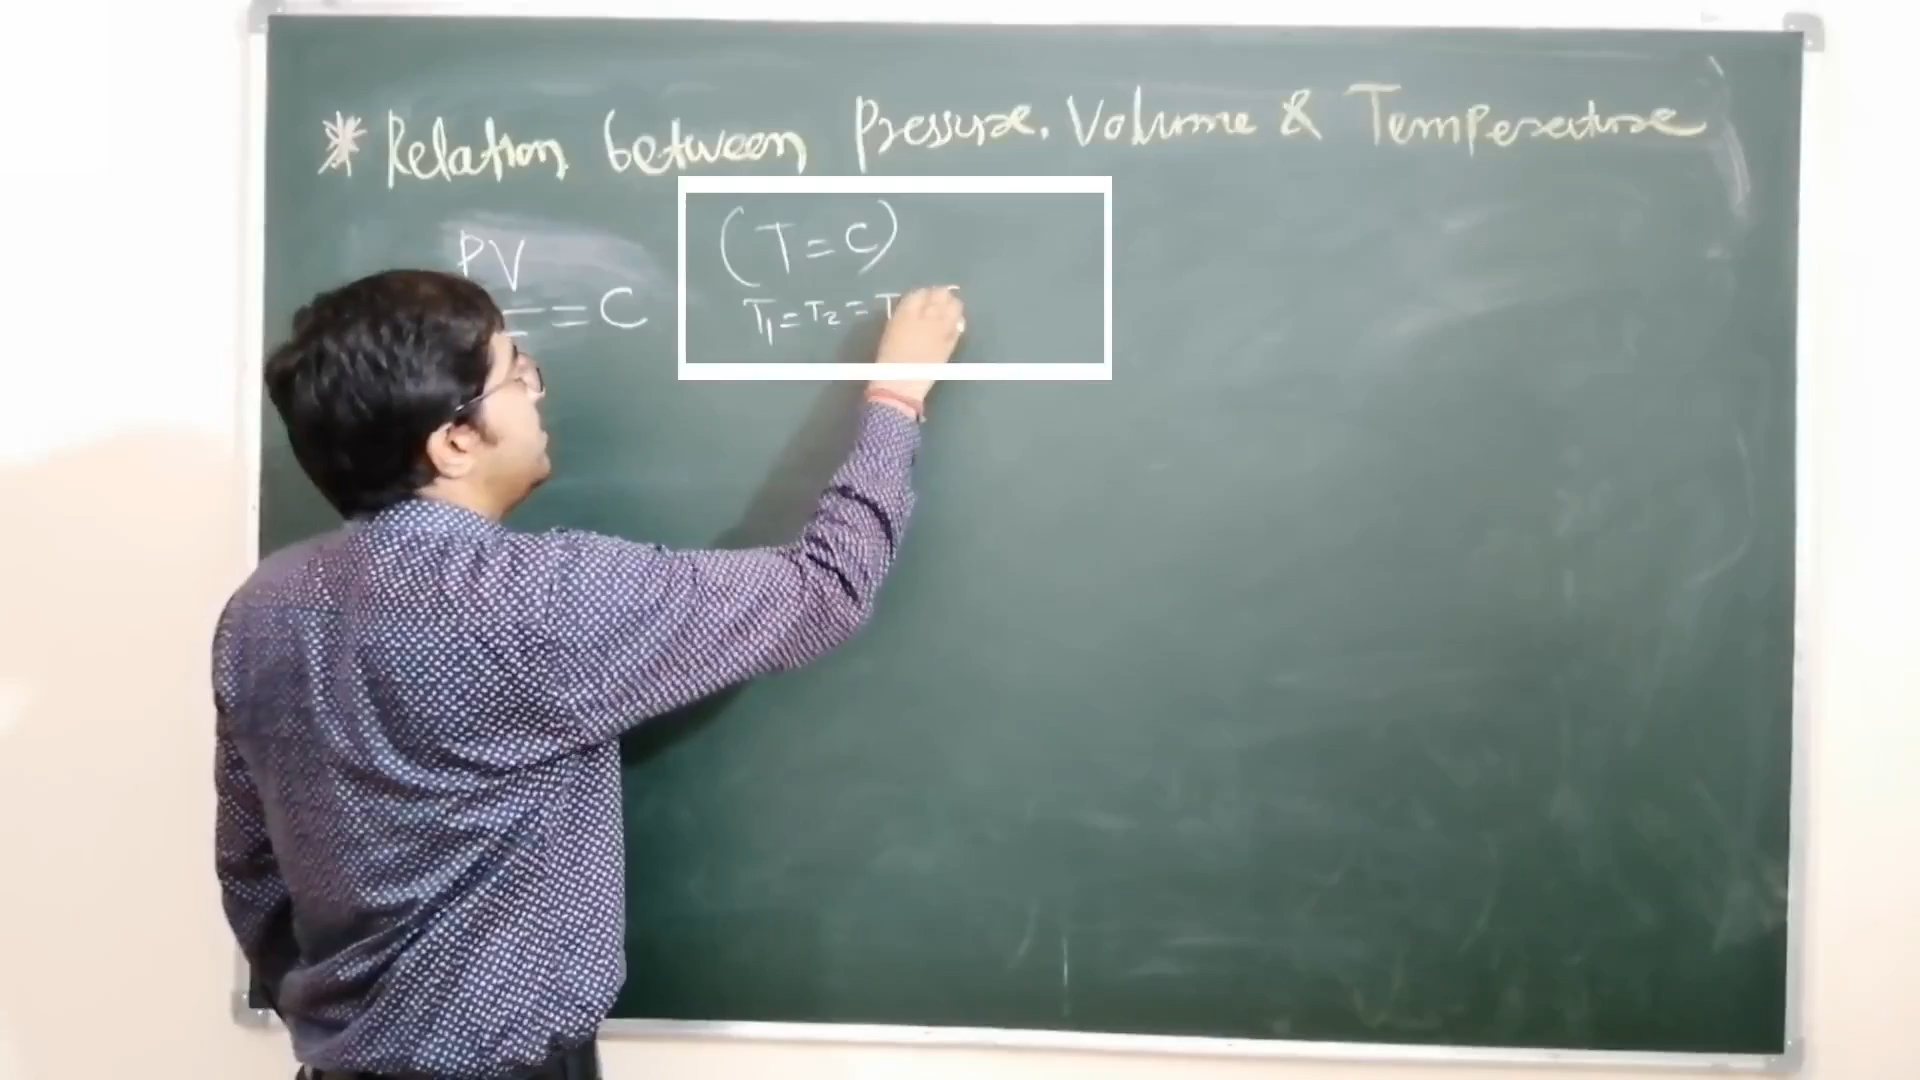 * Relation between Pressure, Volume & Temperature
PV = C
(T = C)
T₁ = T₂ = T